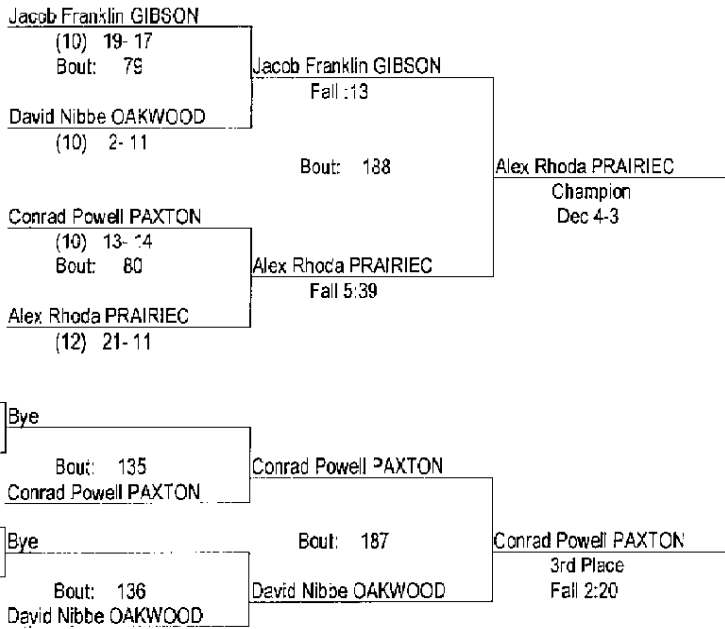 Jacob Franklin GIBSON
(10) 19- 17
Bout: 79
Jacob Franklin GIBSON
Fall :13
David Nibbe OAKWOOD
(10) 2- 11
Bout: 188
Alex Rhoda PRAIRIEC
Champion
Dec 4-3
Conrad Powell PAXTON
(10) 13- 14
Bout: 80
Alex Rhoda PRAIRIEC
Fall 5:39
Alex Rhoda PRAIRIEC
(12) 21- 11
Bye
Bout: 135
Conrad Powell PAXTON
Conrad Powell PAXTON
Bye
Bout: 187
Conrad Powell PAXTON
3rd Place
Fall 2:20
Bout: 136
David Nibbe OAKWOOD
David Nibbe OAKWOOD